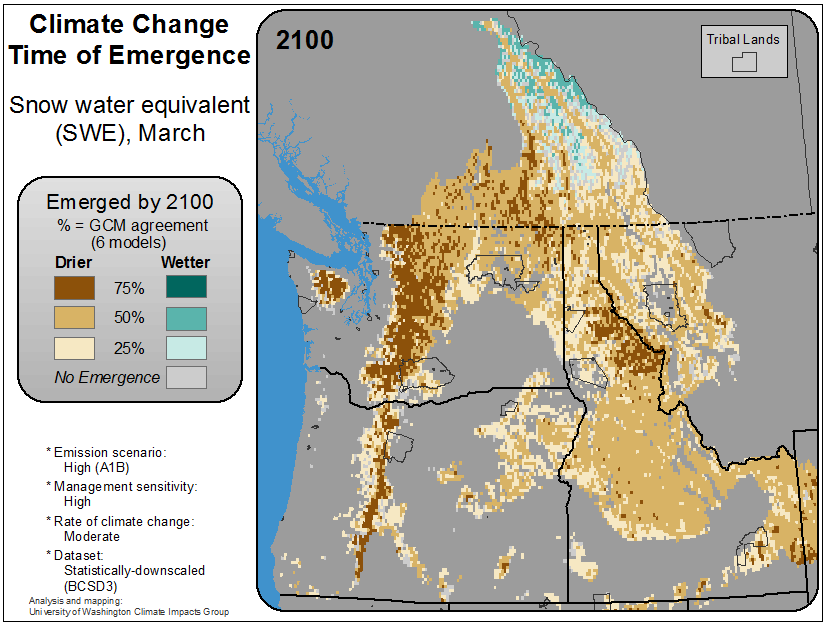 Climate Change
Time of Emergence
Snow water equivalent
(SWE), March
Emerged by 2100
% = GCM agreement
(6 models)
Drier Wetter
75%
50%
25%
No Emergence
* Emission scenario:
High (A1B)
* Management sensitivity:
High
* Rate of climate change:
Moderate
* Dataset:
Statistically-downscaled
(BCSD3)
Analysis and mapping:
University of Washington Climate Impacts Group
2100
Tribal Lands